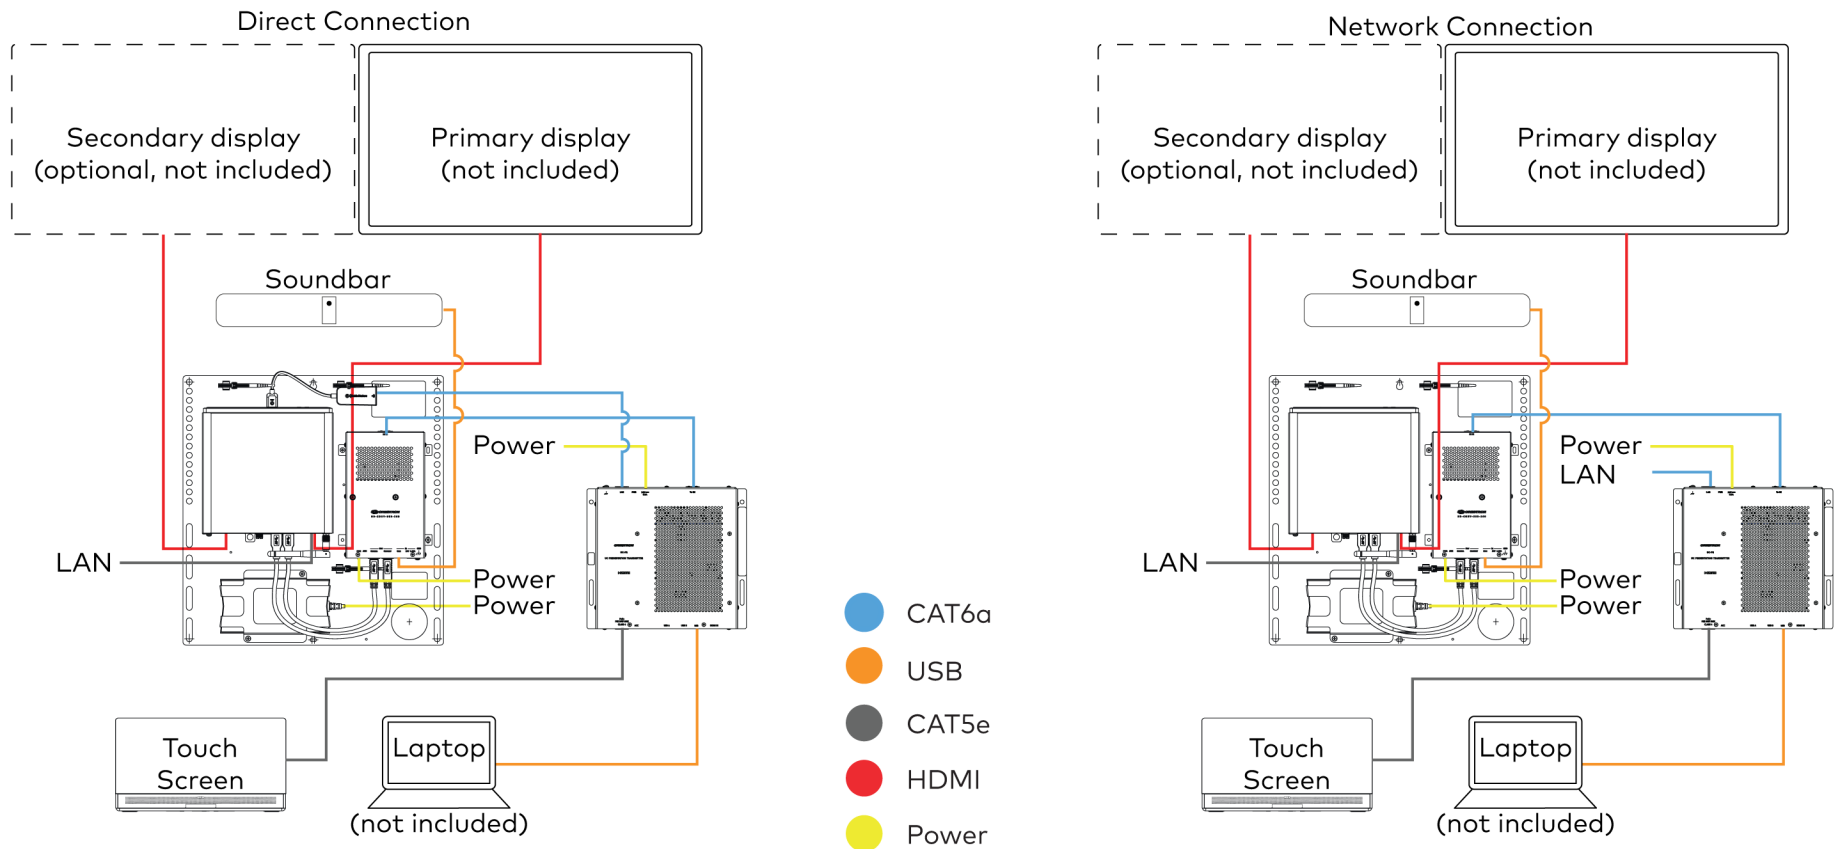 Direct Connection
Secondary display
(optional, not included)
Primary display
(not included)
Soundbar
Power
LAN
Power
Power
Touch
Screen
Laptop
(not included)
CAT6a
USB
CAT5e
HDMI
Power
Network Connection
Secondary display
(optional, not included)
Primary display
(not included)
Soundbar
Power
LAN
LAN
Power
Power
Touch
Screen
Laptop
(not included)